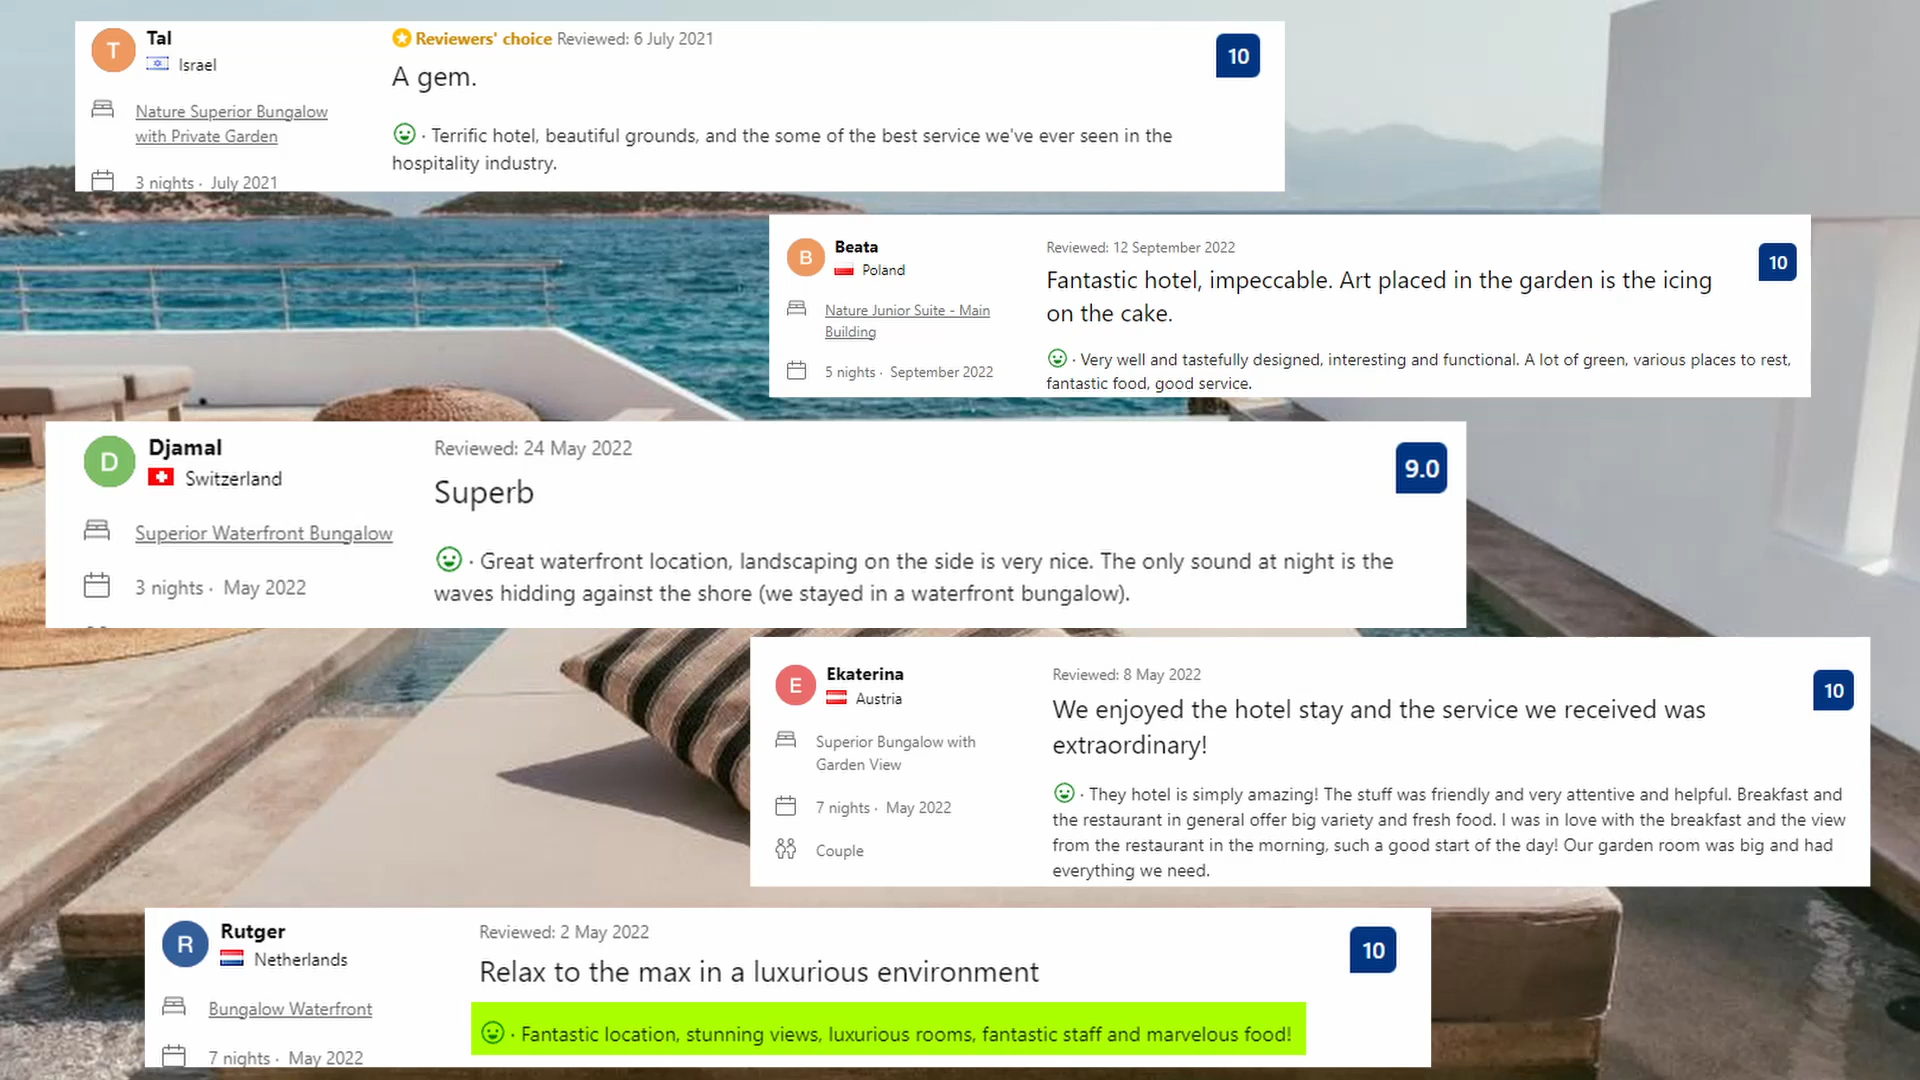 T
Tal
Israel
Nature Superior Bungalow
with Private Garden
3 nights · July 2021
Reviewers' choice Reviewed: 6 July 2021
A gem.
· Terrific hotel, beautiful grounds, and the some of the best service we've ever seen in the
hospitality industry.
10
B
Beata
Poland
Nature Junior Suite - Main
Building
5 nights · September 2022
Reviewed: 12 September 2022
Fantastic hotel, impeccable. Art placed in the garden is the icing
on the cake.
· Very well and tastefully designed, interesting and functional. A lot of green, various places to rest,
fantastic food, good service.
10
D
Djamal
Switzerland
Superior Waterfront Bungalow
3 nights · May 2022
Reviewed: 24 May 2022
Superb
· Great waterfront location, landscaping on the side is very nice. The only sound at night is the
waves hidding against the shore (we stayed in a waterfront bungalow).
9.0
E
Ekaterina
Austria
Superior Bungalow with
Garden View
7 nights · May 2022
Couple
Reviewed: 8 May 2022
We enjoyed the hotel stay and the service we received was
extraordinary!
· They hotel is simply amazing! The stuff was friendly and very attentive and helpful. Breakfast and
the restaurant in general offer big variety and fresh food. I was in love with the breakfast and the view
from the restaurant in the morning, such a good start of the day! Our garden room was big and had
everything we need.
10
R
Rutger
Netherlands
Bungalow Waterfront
7 nights · May 2022
Reviewed: 2 May 2022
Relax to the max in a luxurious environment
· Fantastic location, stunning views, luxurious rooms, fantastic staff and marvelous food!
10